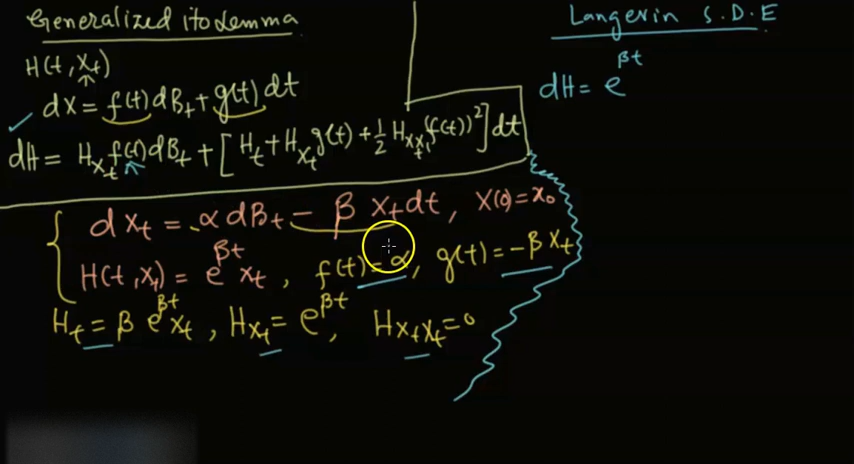 Generalized ito Lemma
H(t, Xt)
dX = f(t)dBt + g(t)dt
dH = HXt f(t)dBt + [Ht + HXt g(t) + 1/2 HXtXt (f(t))²]dt
Langevin S.D.E
dH = e^βt
dXt = α dBt - β Xt dt, X(0) = X0
H(t, Xt) = e^βt Xt, f(t) = α, g(t) = -β Xt
Ht = β e^βt Xt, HXt = e^βt, HXtXt = 0